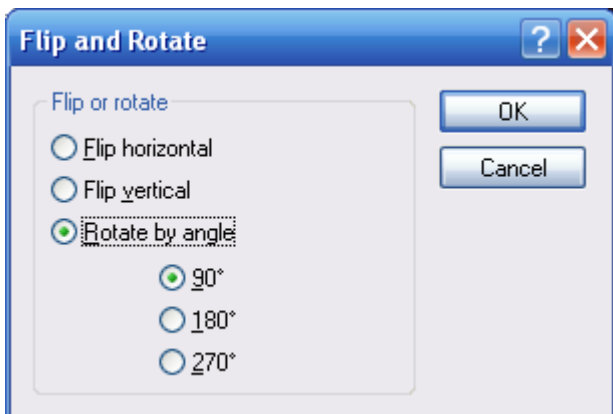 Flip and Rotate
Flip or rotate
Flip horizontal
Flip vertical
Rotate by angle
90°
180°
270°
OK
Cancel